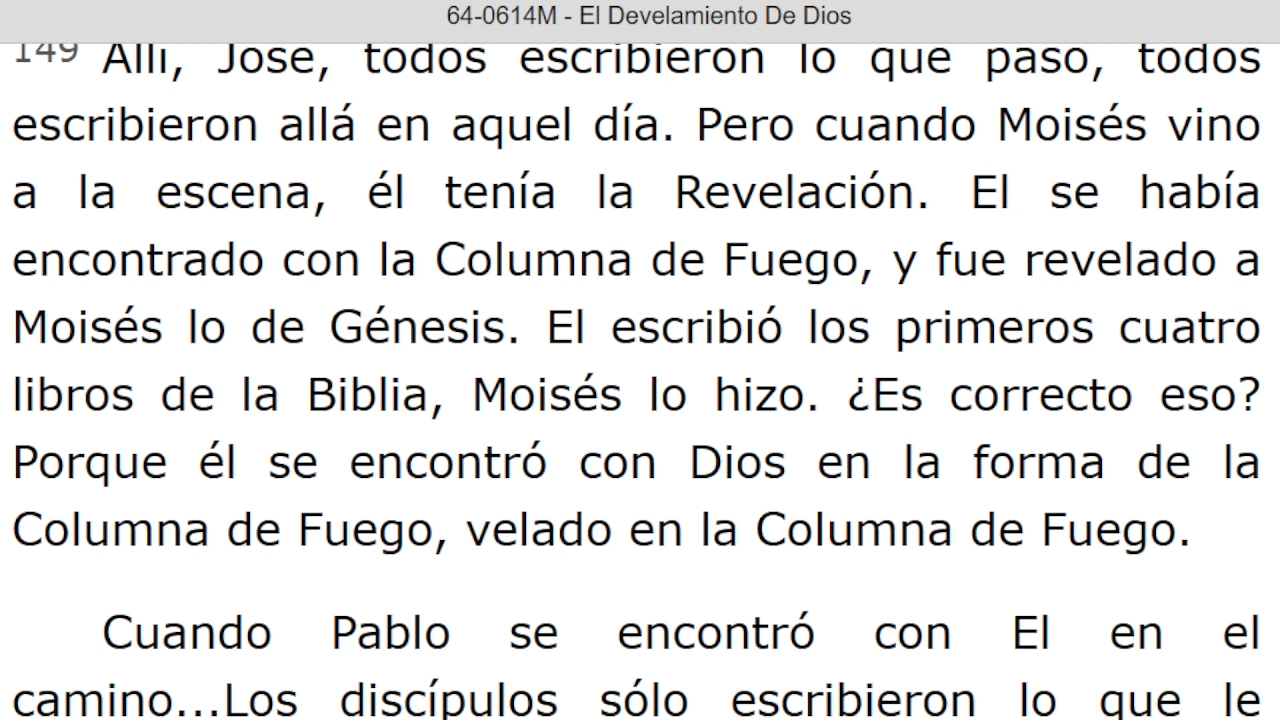 64-0614M - El Develamiento De Dios
149 Allí, José, todos escribieron lo que pasó, todos
escribieron allá en aquel día. Pero cuando Moisés vino
a la escena, él tenía la Revelación. El se había
encontrado con la Columna de Fuego, y fue revelado a
Moisés lo de Génesis. El escribió los primeros cuatro
libros de la Biblia, Moisés lo hizo. ¿Es correcto eso?
Porque él se encontró con Dios en la forma de la
Columna de Fuego, velado en la Columna de Fuego.
Cuando Pablo se encontró con El en el
camino...Los discípulos sólo escribieron lo que le